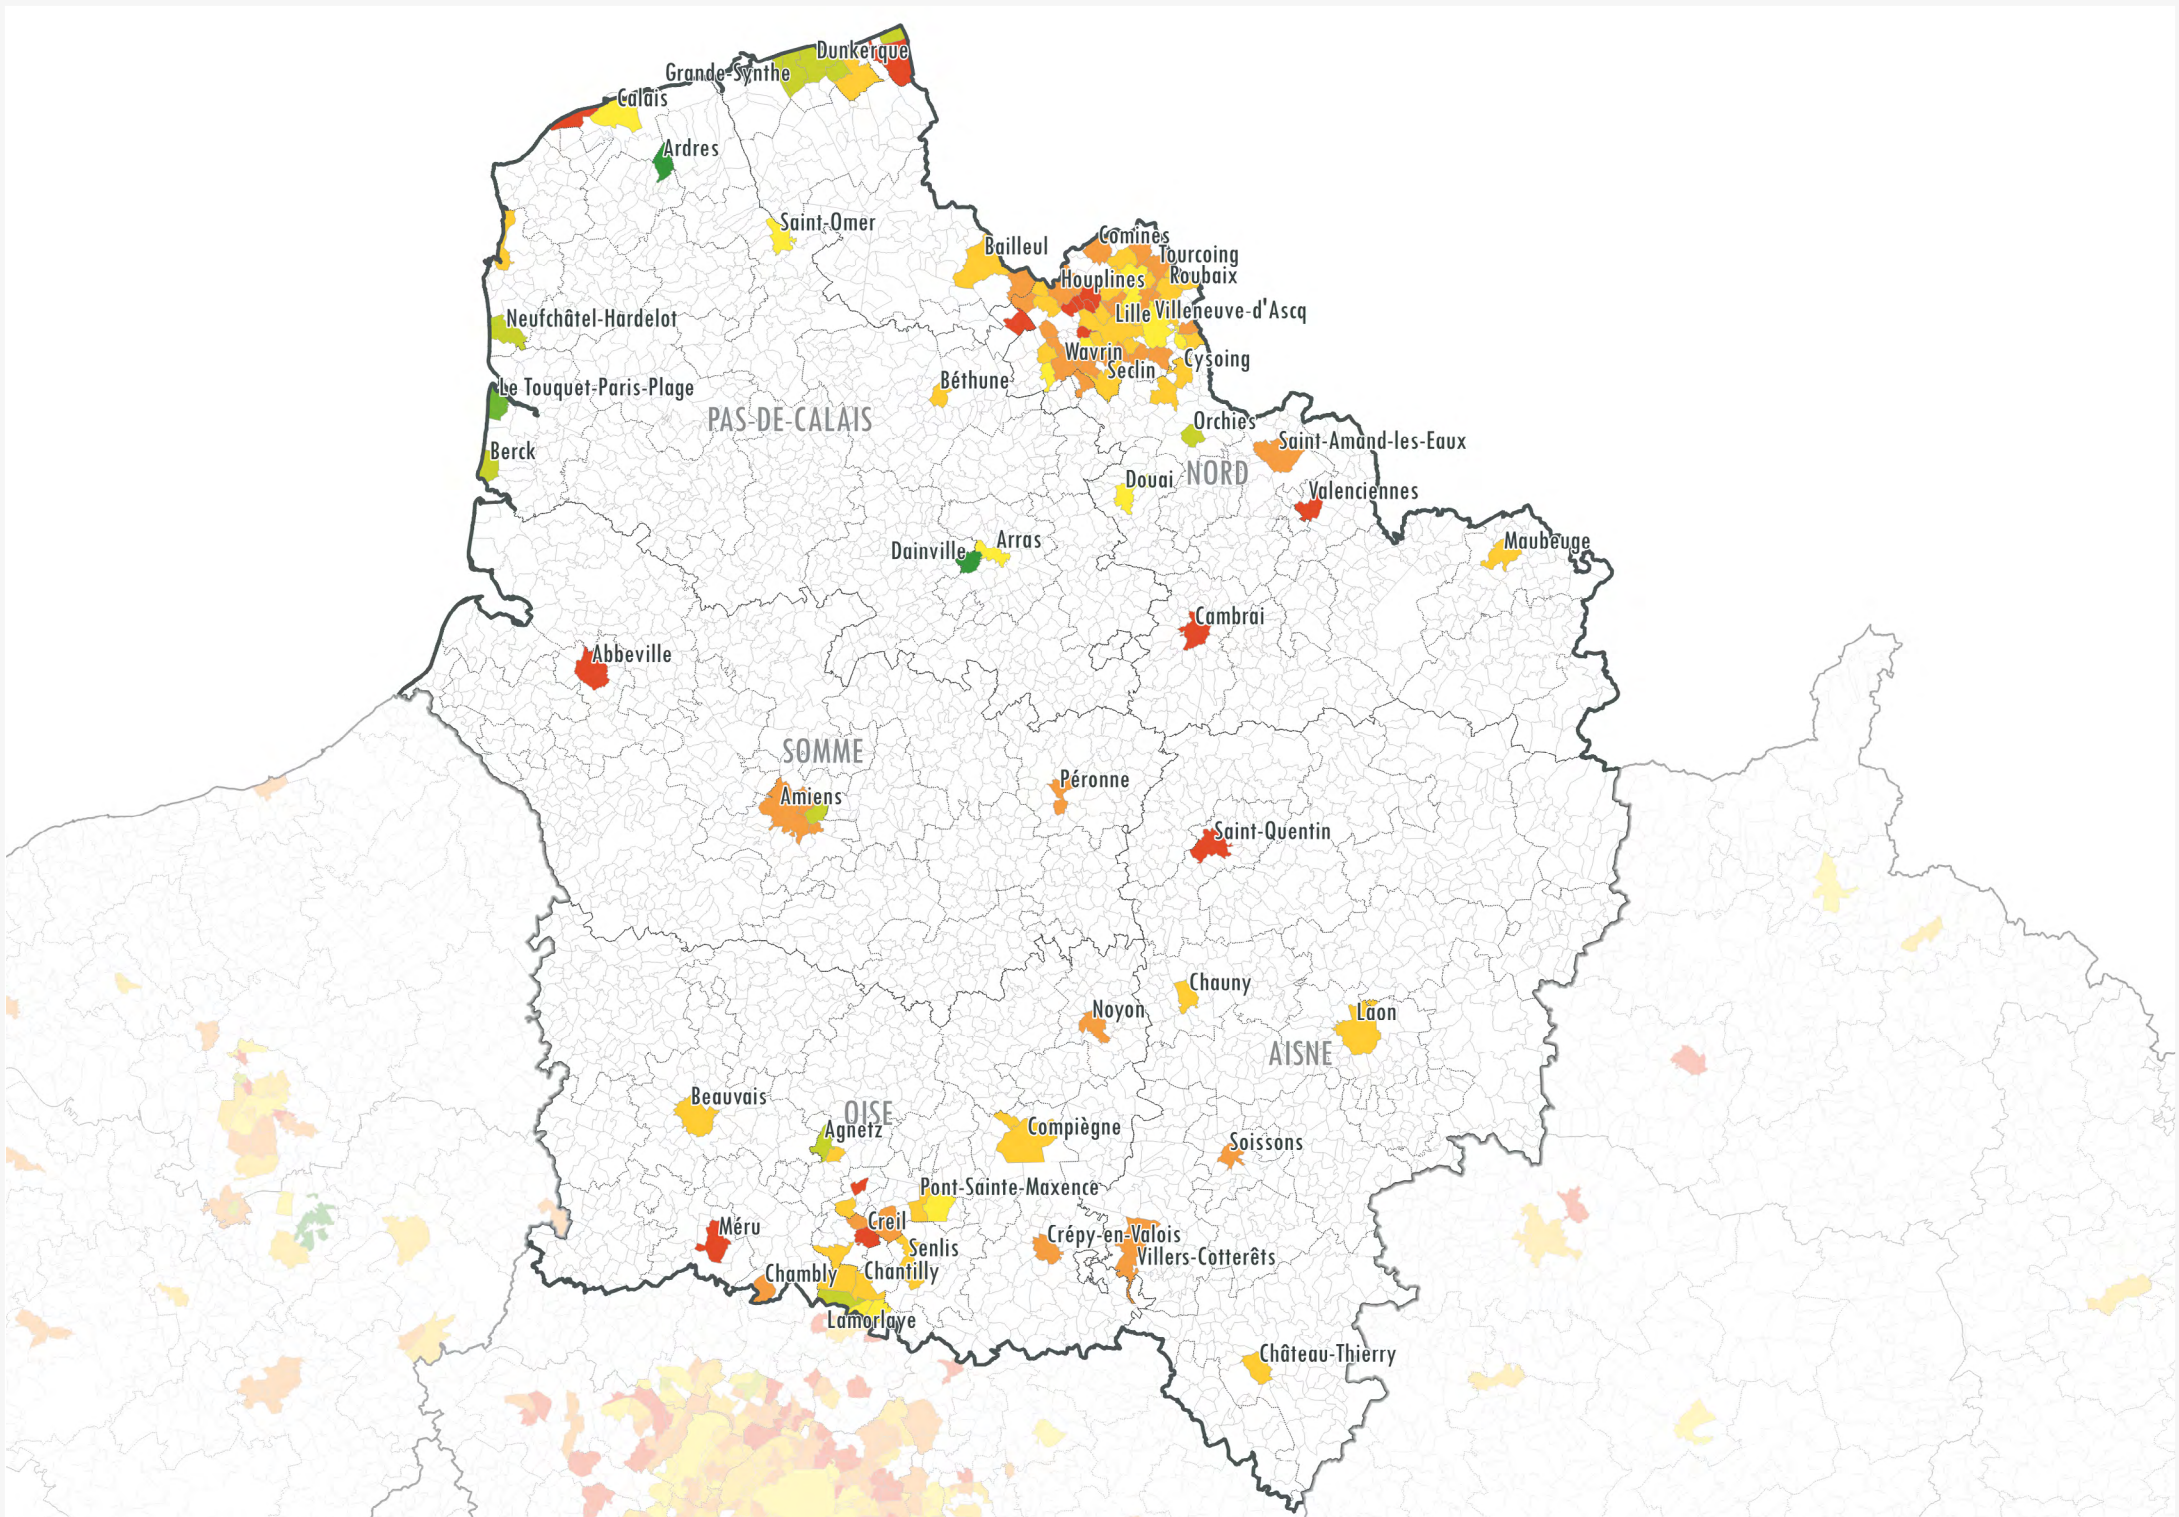 Dunkerque
Grande-Synthe
Calais
Ardres
Saint-Omer
Bailleul
Comines
Tourcoing
Houplines
Roubaix
Lille
Villeneuve-d'Ascq
Neufchâtel-Hardelot
Wavrin
Cysoing
Seclin
Béthune
Le Touquet-Paris-Plage
PAS-DE-CALAIS
Orchies
Saint-Amand-les-Eaux
Berck
NORD
Douai
Valenciennes
Dainville
Arras
Maubeuge
Cambrai
Abbeville
SOMME
Péronne
Amiens
Saint-Quentin
Chauny
Noyon
Laon
AISNE
Beauvais
OISE
Agnetz
Compiègne
Soissons
Pont-Sainte-Maxence
Méru
Creil
Crépy-en-Valois
Senlis
Villers-Cotterêts
Chambly
Chantilly
Lamorlaye
Château-Thierry